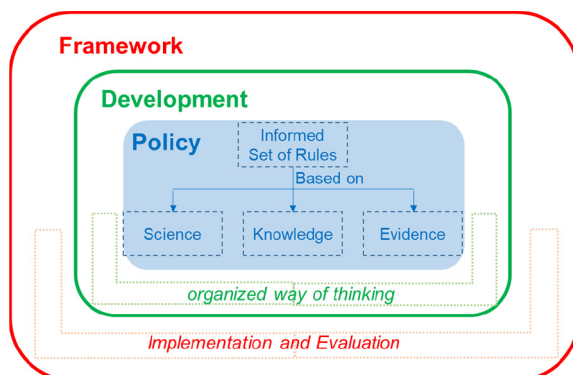 Framework
Development
Policy
Informed
Set of Rules
Based on
Science
Knowledge
Evidence
organized way of thinking
Implementation and Evaluation